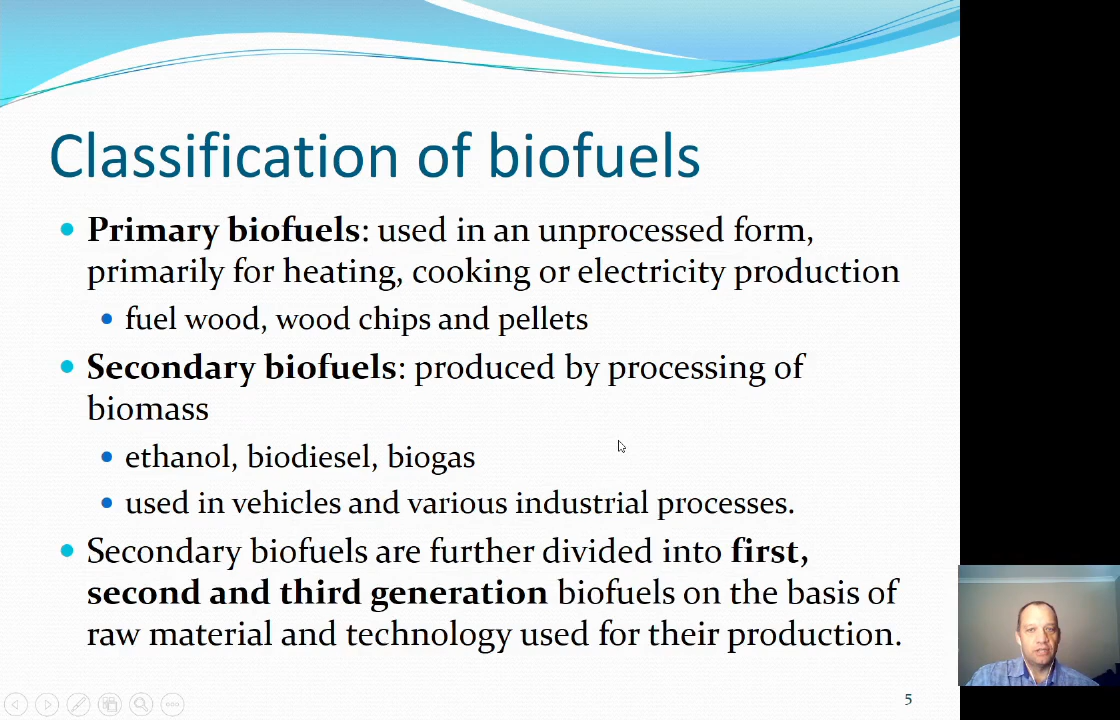 Classification of biofuels
Primary biofuels: used in an unprocessed form,
primarily for heating, cooking or electricity production
fuel wood, wood chips and pellets
Secondary biofuels: produced by processing of
biomass
ethanol, biodiesel, biogas
used in vehicles and various industrial processes.
Secondary biofuels are further divided into first,
second and third generation biofuels on the basis of
raw material and technology used for their production.
5